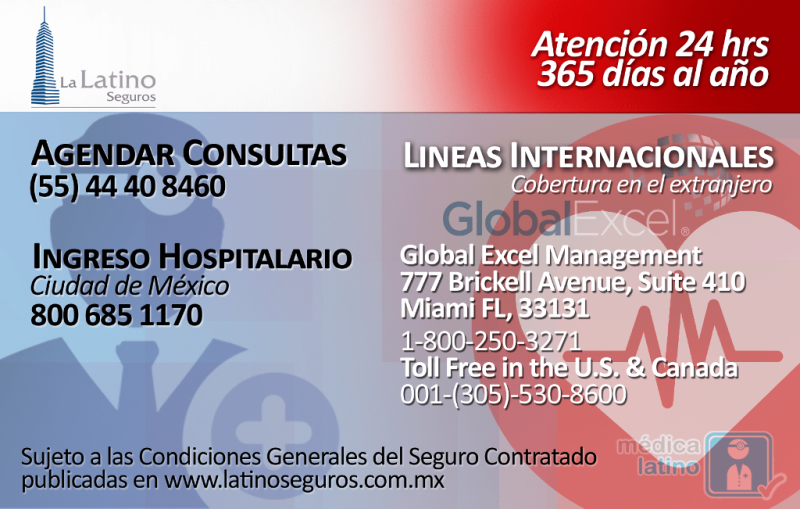 La Latino
Seguros
Atención 24 hrs
365 días al año
AGENDAR CONSULTAS
(55) 44 40 8460
INGRESO HOSPITALARIO
Ciudad de México
800 685 1170
LINEAS INTERNACIONALES
Cobertura en el extranjero
GlobalExcel®
Global Excel Management
777 Brickell Avenue, Suite 410
Miami FL, 33131
1-800-250-3271
Toll Free in the U.S. & Canada
001-(305)-530-8600
médica
latino
Sujeto a las Condiciones Generales del Seguro Contratado
publicadas en www.latinoseguros.com.mx